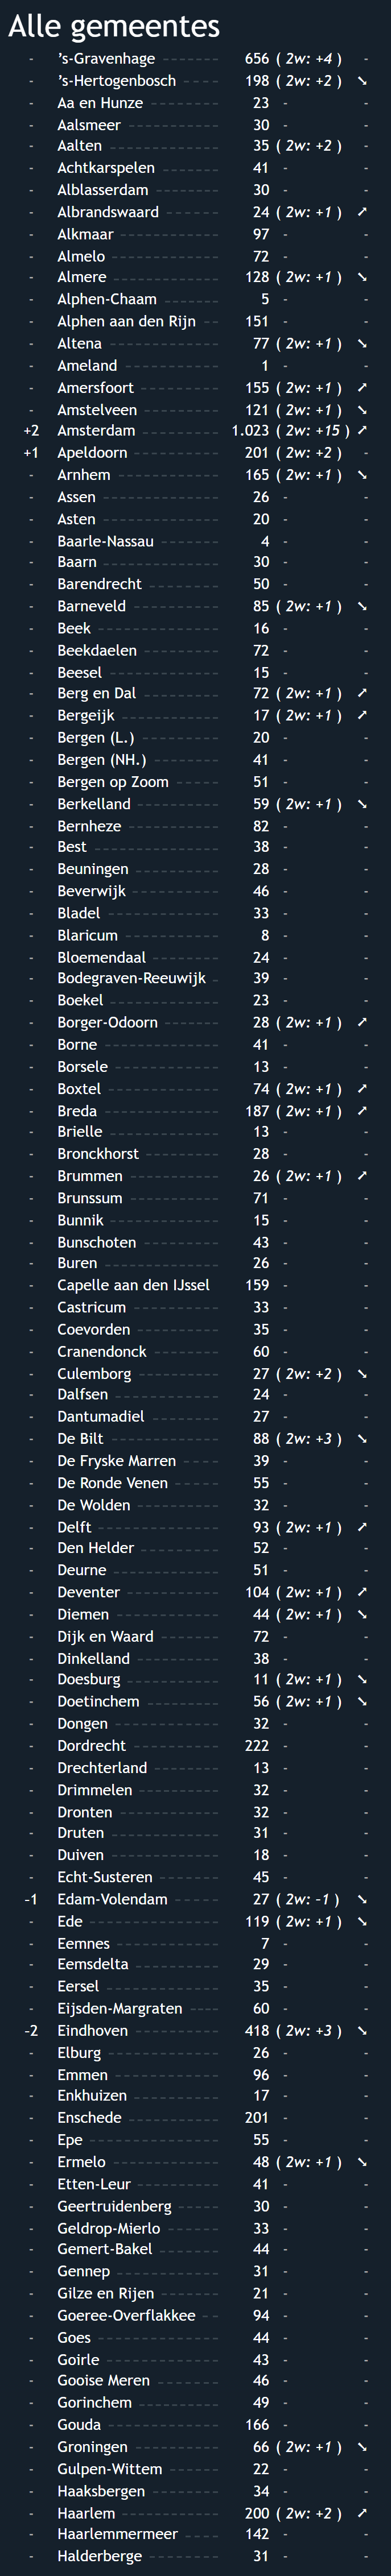 Alle gemeentes
- 's-Gravenhage 656 ( 2w: +4 ) -
- 's-Hertogenbosch 198 ( 2w: +2 ) ➘
- Aa en Hunze 23 - -
- Aalsmeer 30 - -
- Aalten 35 ( 2w: +2 ) -
- Achtkarspelen 41 - -
- Alblasserdam 30 - -
- Albrandswaard 24 ( 2w: +1 ) ➚
- Alkmaar 97 - -
- Almelo 72 - -
- Almere 128 ( 2w: +1 ) ➘
- Alphen-Chaam 5 - -
- Alphen aan den Rijn 151 - -
- Altena 77 ( 2w: +1 ) ➘
- Ameland 1 - -
- Amersfoort 155 ( 2w: +1 ) ➚
- Amstelveen 121 ( 2w: +1 ) ➘
+2 Amsterdam 1.023 ( 2w: +15 ) ➚
+1 Apeldoorn 201 ( 2w: +2 ) -
- Arnhem 165 ( 2w: +1 ) ➘
- Assen 26 - -
- Asten 20 - -
- Baarle-Nassau 4 - -
- Baarn 30 - -
- Barendrecht 50 - -
- Barneveld 85 ( 2w: +1 ) ➘
- Beek 16 - -
- Beekdaelen 72 - -
- Beesel 15 - -
- Berg en Dal 72 ( 2w: +1 ) ➚
- Bergeijk 17 ( 2w: +1 ) ➚
- Bergen (L.) 20 - -
- Bergen (NH.) 41 - -
- Bergen op Zoom 51 - -
- Berkelland 59 ( 2w: +1 ) ➘
- Bernheze 82 - -
- Best 38 - -
- Beuningen 28 - -
- Beverwijk 46 - -
- Bladel 33 - -
- Blaricum 8 - -
- Bloemendaal 24 - -
- Bodegraven-Reeuwijk 39 - -
- Boekel 23 - -
- Borger-Odoorn 28 ( 2w: +1 ) ➚
- Borne 41 - -
- Borsele 13 - -
- Boxtel 74 ( 2w: +1 ) ➚
- Breda 187 ( 2w: +1 ) ➚
- Brielle 13 - -
- Bronckhorst 28 - -
- Brummen 26 ( 2w: +1 ) ➚
- Brunssum 71 - -
- Bunnik 15 - -
- Bunschoten 43 - -
- Buren 26 - -
- Capelle aan den IJssel 159 - -
- Castricum 33 - -
- Coevorden 35 - -
- Cranendonck 60 - -
- Culemborg 27 ( 2w: +2 ) ➘
- Dalfsen 24 - -
- Dantumadiel 27 - -
- De Bilt 88 ( 2w: +3 ) ➘
- De Fryske Marren 39 - -
- De Ronde Venen 55 - -
- De Wolden 32 - -
- Delft 93 ( 2w: +1 ) ➚
- Den Helder 52 - -
- Deurne 51 - -
- Deventer 104 ( 2w: +1 ) ➚
- Diemen 44 ( 2w: +1 ) ➘
- Dijk en Waard 72 - -
- Dinkelland 38 - -
- Doesburg 11 ( 2w: +1 ) ➘
- Doetinchem 56 ( 2w: +1 ) ➘
- Dongen 32 - -
- Dordrecht 222 - -
- Drechterland 13 - -
- Drimmelen 32 - -
- Dronten 32 - -
- Druten 31 - -
- Duiven 18 - -
- Echt-Susteren 45 - -
-1 Edam-Volendam 27 ( 2w: -1 ) ➘
- Ede 119 ( 2w: +1 ) ➘
- Eemnes 7 - -
- Eemsdelta 29 - -
- Eersel 35 - -
- Eijsden-Margraten 60 - -
-2 Eindhoven 418 ( 2w: +3 ) ➘
- Elburg 26 - -
- Emmen 96 - -
- Enkhuizen 17 - -
- Enschede 201 - -
- Epe 55 - -
- Ermelo 48 ( 2w: +1 ) ➘
- Etten-Leur 41 - -
- Geertruidenberg 30 - -
- Geldrop-Mierlo 33 - -
- Gemert-Bakel 44 - -
- Gennep 31 - -
- Gilze en Rijen 21 - -
- Goeree-Overflakkee 94 - -
- Goes 44 - -
- Goirle 43 - -
- Gooise Meren 46 - -
- Gorinchem 49 - -
- Gouda 166 - -
- Groningen 66 ( 2w: +1 ) ➘
- Gulpen-Wittem 22 - -
- Haaksbergen 34 - -
- Haarlem 200 ( 2w: +2 ) ➚
- Haarlemmermeer 142 - -
- Halderberge 31 - -